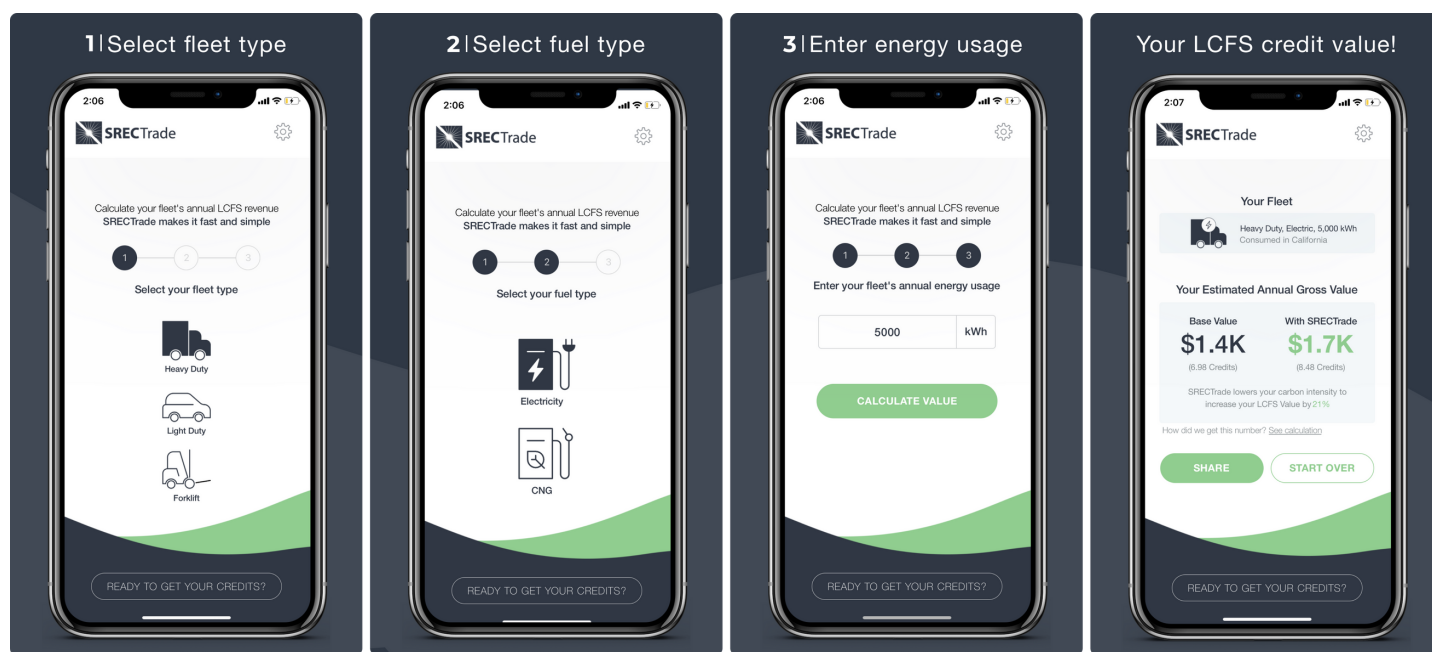 1|Select fleet type
2:06
SRECTrade
Calculate your fleet's annual LCFS revenue
SRECTrade makes it fast and simple
1 2 3
Select your fleet type
Heavy Duty
Light Duty
Forklift
READY TO GET YOUR CREDITS?
2|Select fuel type
2:06
SRECTrade
Calculate your fleet's annual LCFS revenue
SRECTrade makes it fast and simple
1 2 3
Select your fuel type
Electricity
CNG
READY TO GET YOUR CREDITS?
3|Enter energy usage
2:06
SRECTrade
Calculate your fleet's annual LCFS revenue
SRECTrade makes it fast and simple
1 2 3
Enter your fleet's annual energy usage
5000 kWh
CALCULATE VALUE
READY TO GET YOUR CREDITS?
Your LCFS credit value!
2:07
SRECTrade
Your Fleet
Heavy Duty, Electric, 5,000 kWh
Consumed in California
Your Estimated Annual Gross Value
Base Value With SRECTrade
$1.4K $1.7K
(6.98 Credits) (8.48 Credits)
SRECTrade lowers your carbon intensity to
increase your LCFS Value by 21%
How did we get this number? See calculation
SHARE START OVER
READY TO GET YOUR CREDITS?